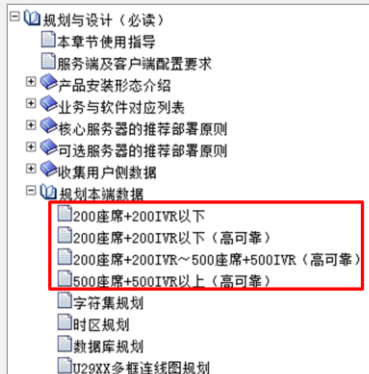 规划与设计（必读）
本章节使用指导
服务端及客户端配置要求
产品安装形态介绍
业务与软件对应列表
核心服务器的推荐部署原则
可选服务器的推荐部署原则
收集用户侧数据
规划本端数据
200座席+200IVR以下
200座席+200IVR以下（高可靠）
200座席+200IVR～500座席+500IVR（高可靠）
500座席+500IVR以上（高可靠）
字符集规划
时区规划
数据库规划
U29XX多框连线图规划